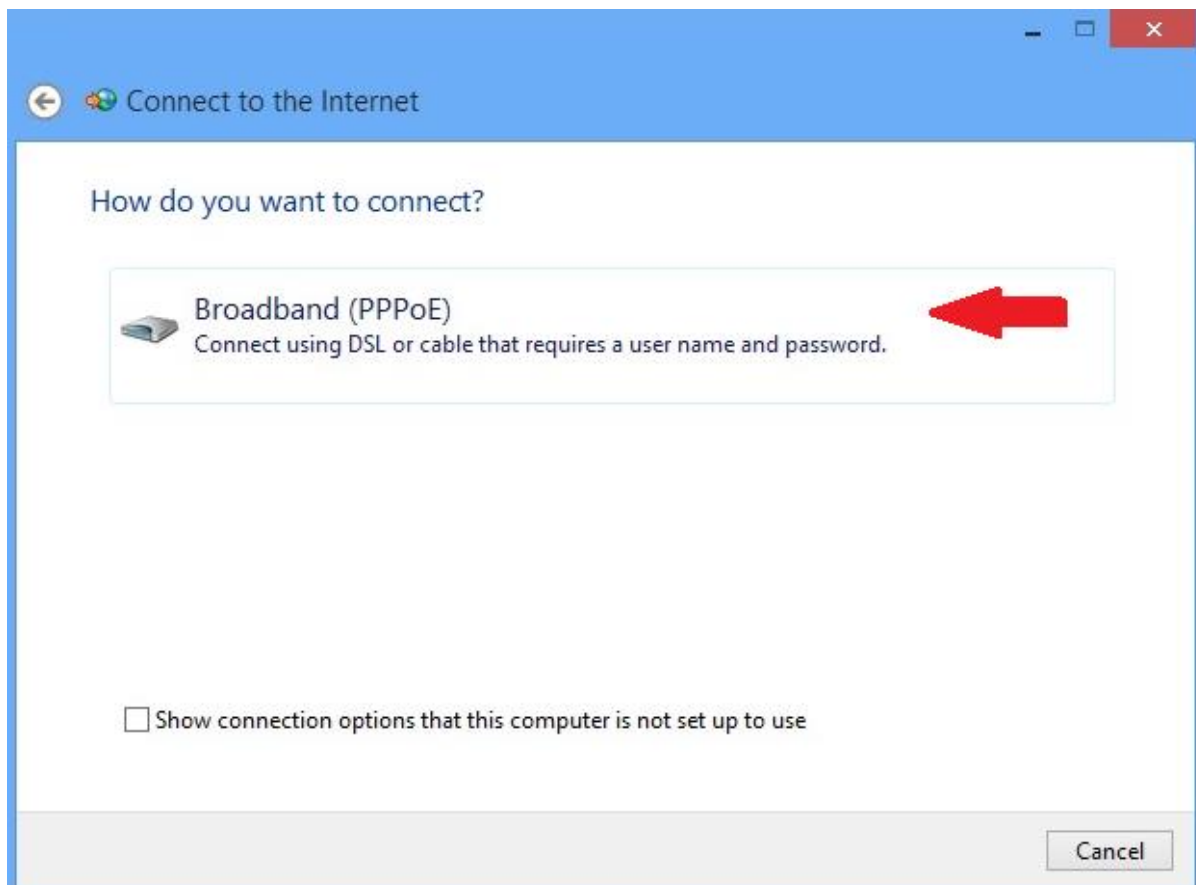 Connect to the Internet
How do you want to connect?
Broadband (PPPoE)
Connect using DSL or cable that requires a user name and password.
Show connection options that this computer is not set up to use
Cancel